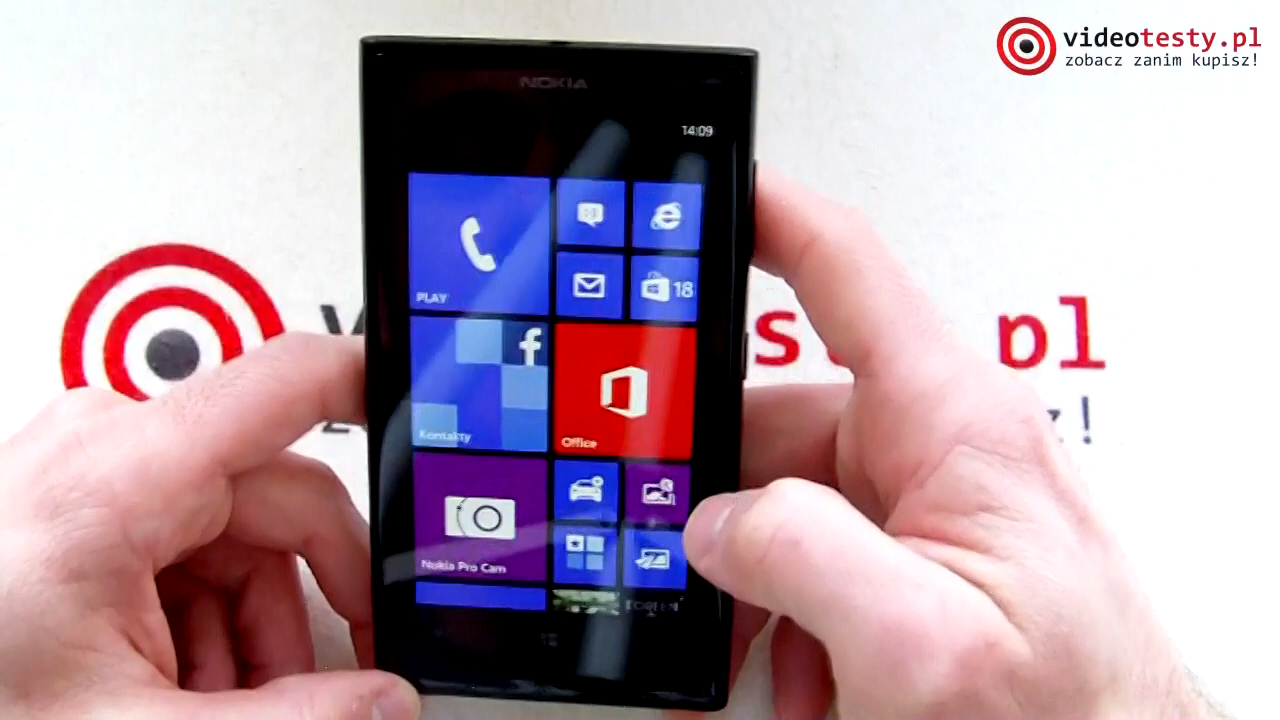 videotesty.pl
zobacz zanim kupisz!
NOKIA
14:09
PLAY
18
Kontakty
Office
Nokia Pro Cam